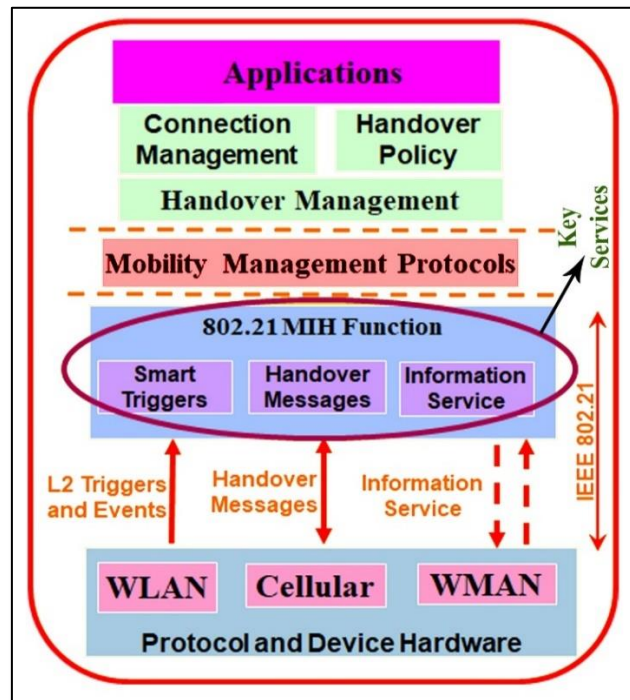 Applications
Connection
Management
Handover
Policy
Handover Management
Mobility Management Protocols
Key
Services
802.21 MIH Function
Smart
Triggers
Handover
Messages
Information
Service
L2 Triggers
and Events
Handover
Messages
Information
Service
IEEE 802.21
WLAN
Cellular
WMAN
Protocol and Device Hardware